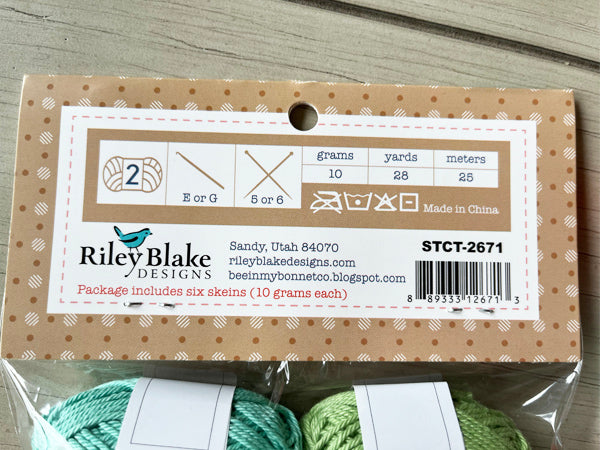 2
E or G
5 or 6
grams yards meters
10 28 25
Made in China
Riley Blake
DESIGNS
Sandy, Utah 84070
rileyblakedesigns.com
beeinmybonnetco.blogspot.com
STCT-2671
8 89333 12671 3
Package includes six skeins (10 grams each)